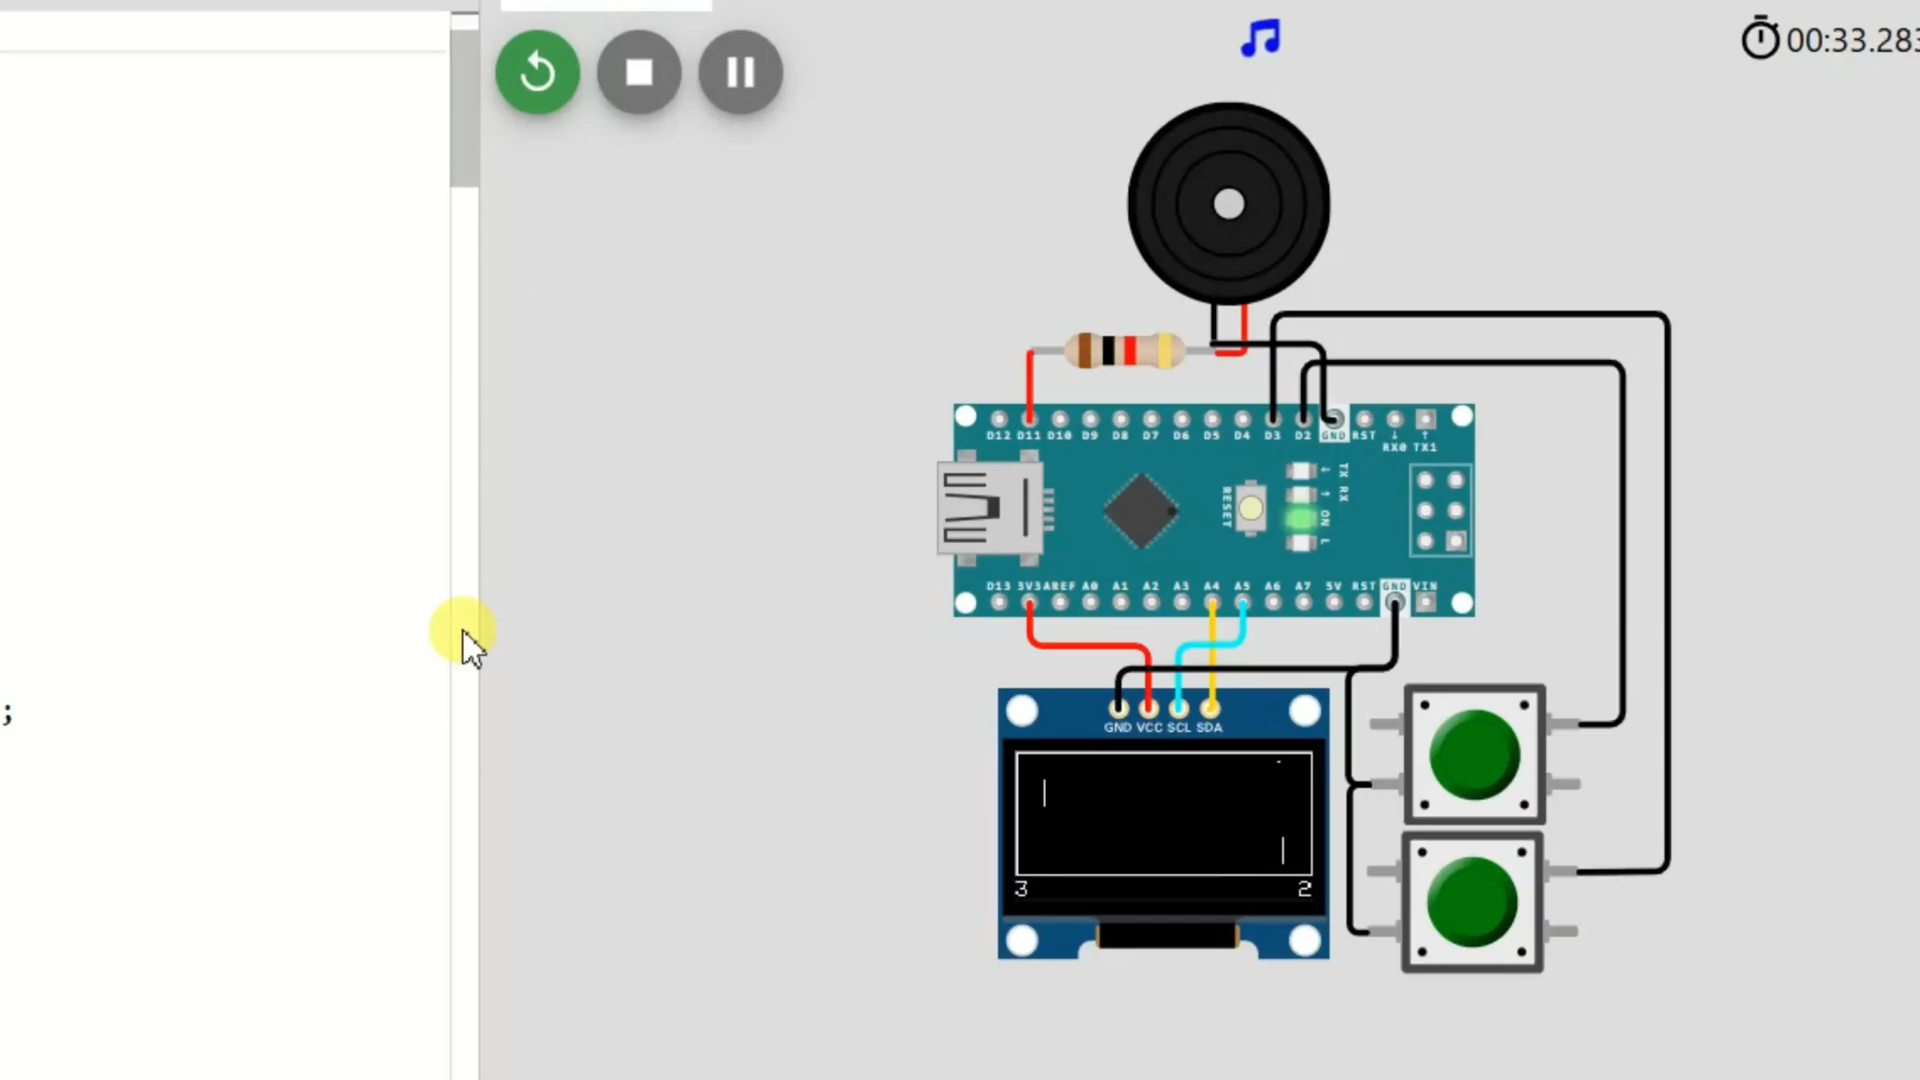 00:33.283
D12 D11 D10 D9 D8 D7 D6 D5 D4 D3 D2 GND RST
RX0 TX1
TX RX
RESET
ON
L
D13 3V3 AREF A0 A1 A2 A3 A4 A5 A6 A7 5V RST GND VIN
;
GND VCC SCL SDA
3 2